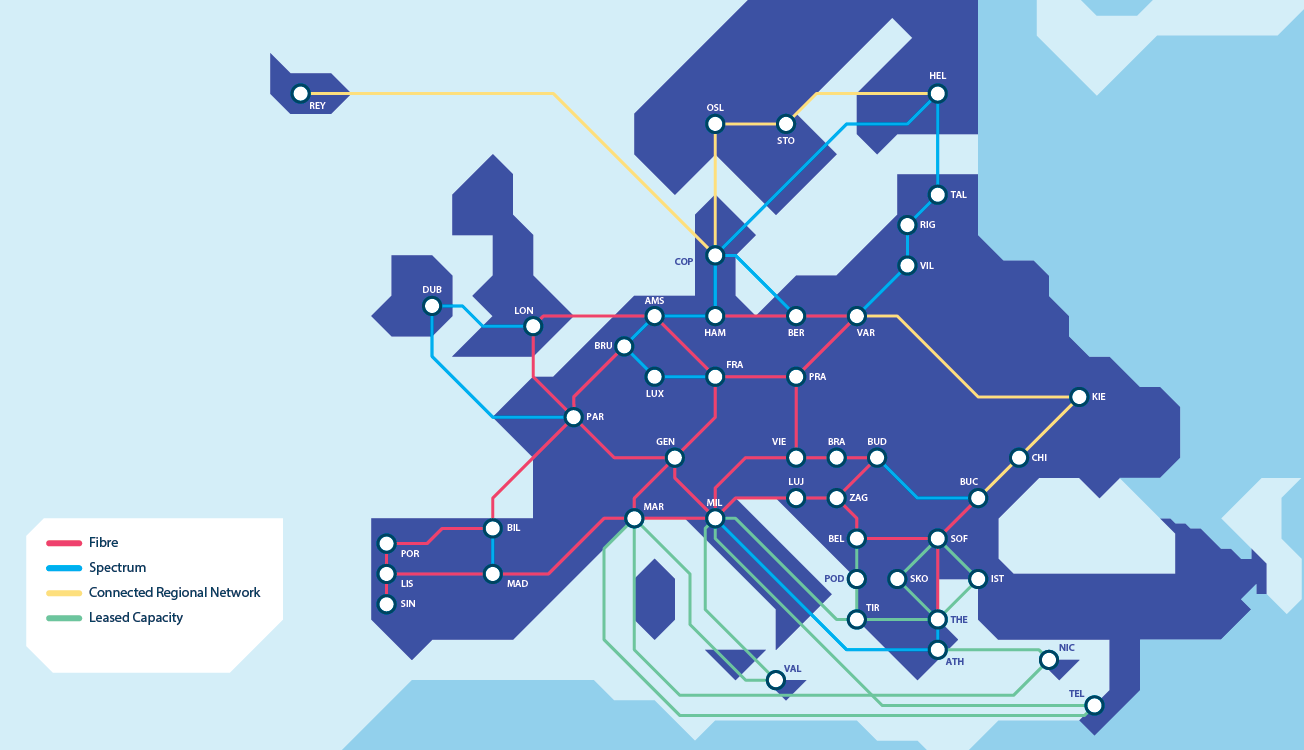 HEL
REY
OSL
STO
TAL
RIG
COP
VIL
DUB
LON
AMS
HAM
BER
VAR
BRU
FRA
PRA
LUX
KIE
PAR
GEN
VIE
BRA
BUD
CHI
LUJ
BUC
MAR
MIL
ZAG
BIL
BEL
SOF
POR
Fibre
Spectrum
Connected Regional Network
Leased Capacity
LIS
MAD
POD
SKO
IST
SIN
TIR
THE
ATH
NIC
VAL
TEL